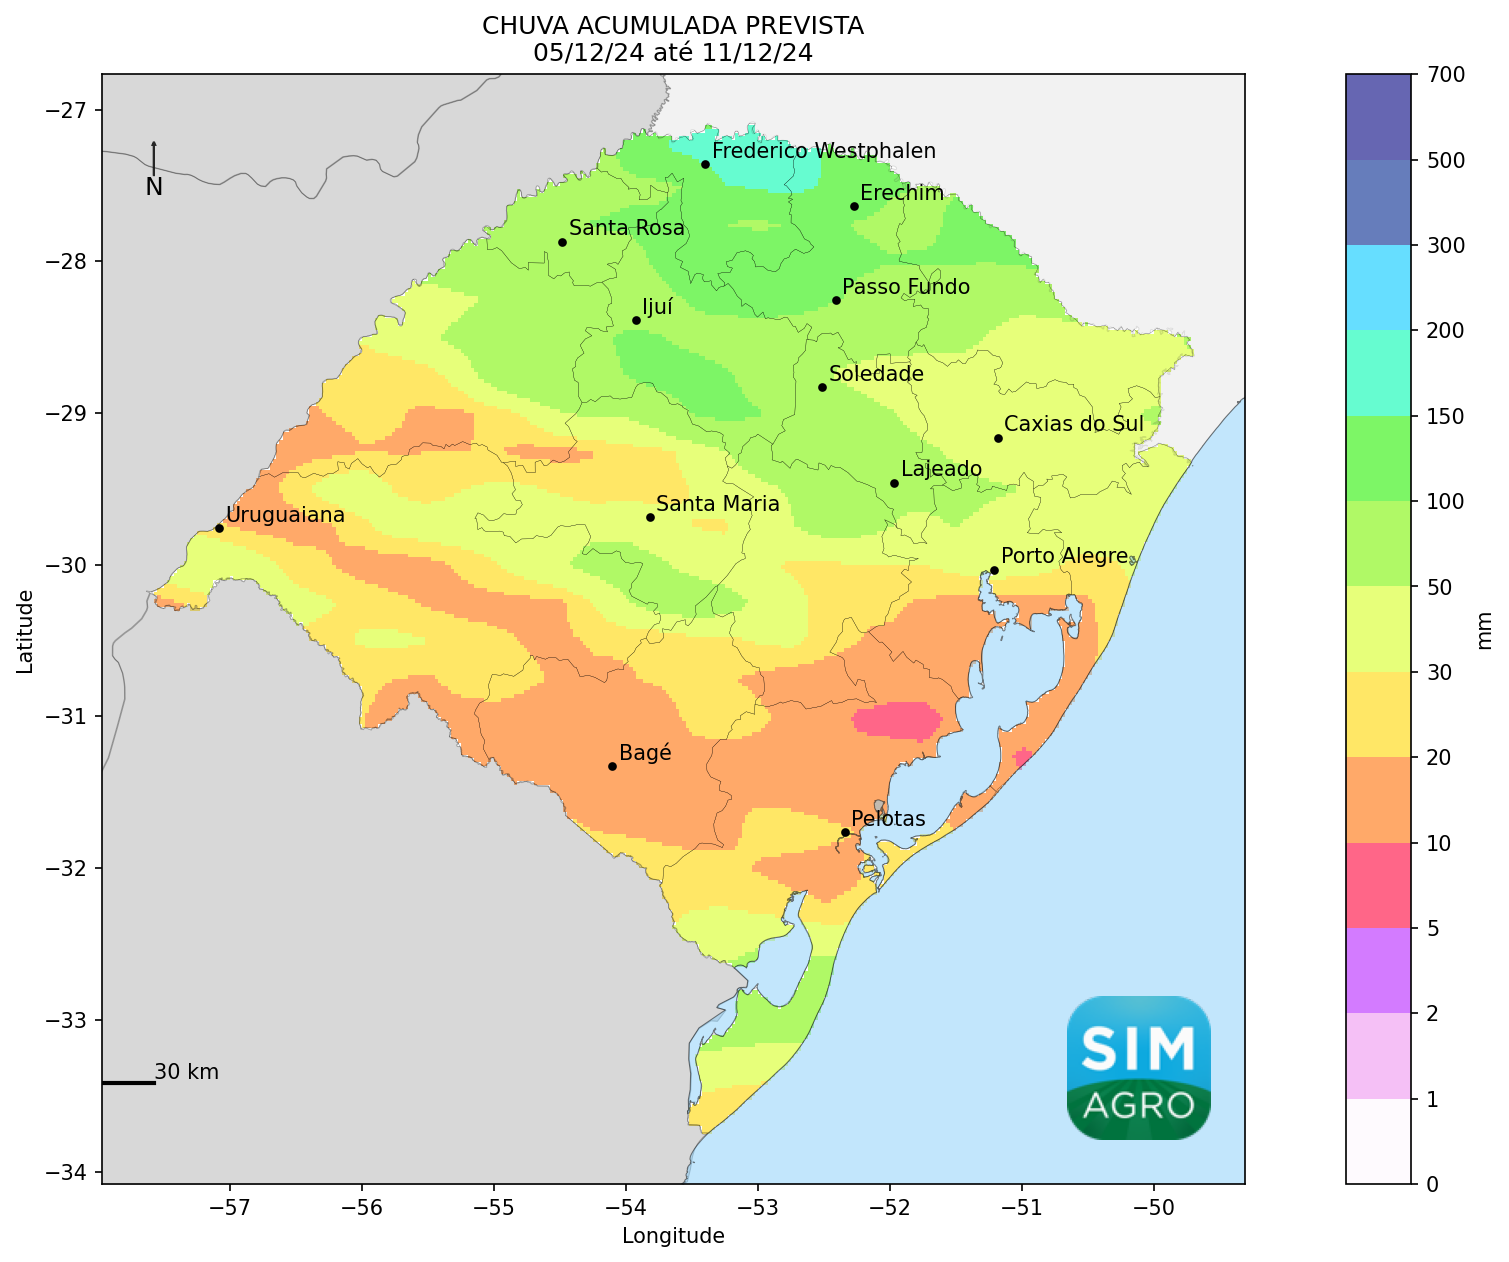 CHUVA ACUMULADA PREVISTA
05/12/24 até 11/12/24
−27
−28
−29
−30
−31
−32
−33
−34
Latitude
N
Frederico Westphalen
Erechim
Santa Rosa
Passo Fundo
Ijuí
Soledade
Caxias do Sul
Lajeado
Santa Maria
Uruguaiana
Porto Alegre
Bagé
Pelotas
30 km
SIM
AGRO
−57
−56
−55
−54
−53
−52
−51
−50
Longitude
700
500
300
200
150
100
50
30
20
10
5
2
1
0
mm